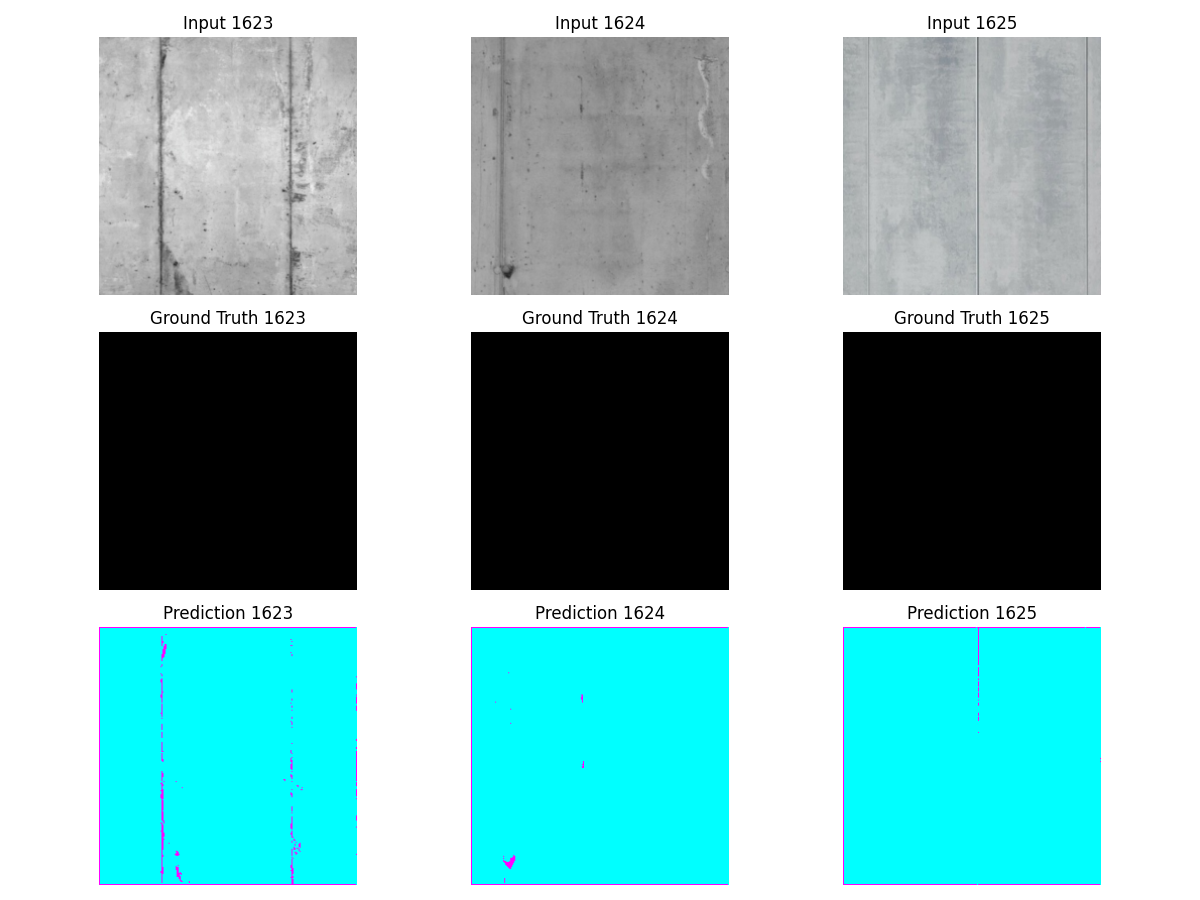 Input 1623
Input 1624
Input 1625
Ground Truth 1623
Ground Truth 1624
Ground Truth 1625
Prediction 1623
Prediction 1624
Prediction 1625